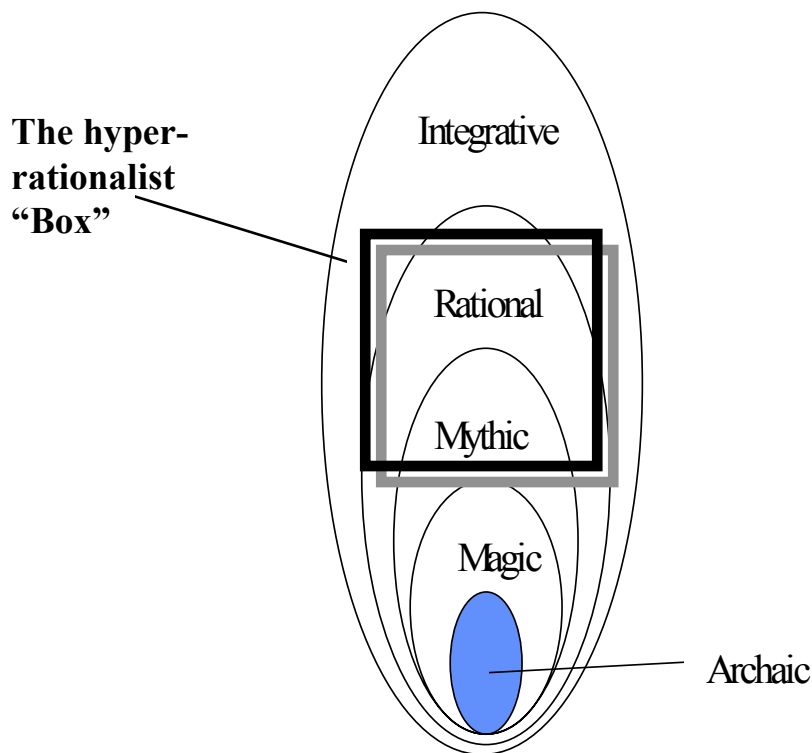 The hyper-
rationalist
“Box”
Integrative
Rational
Mythic
Magic
Archaic